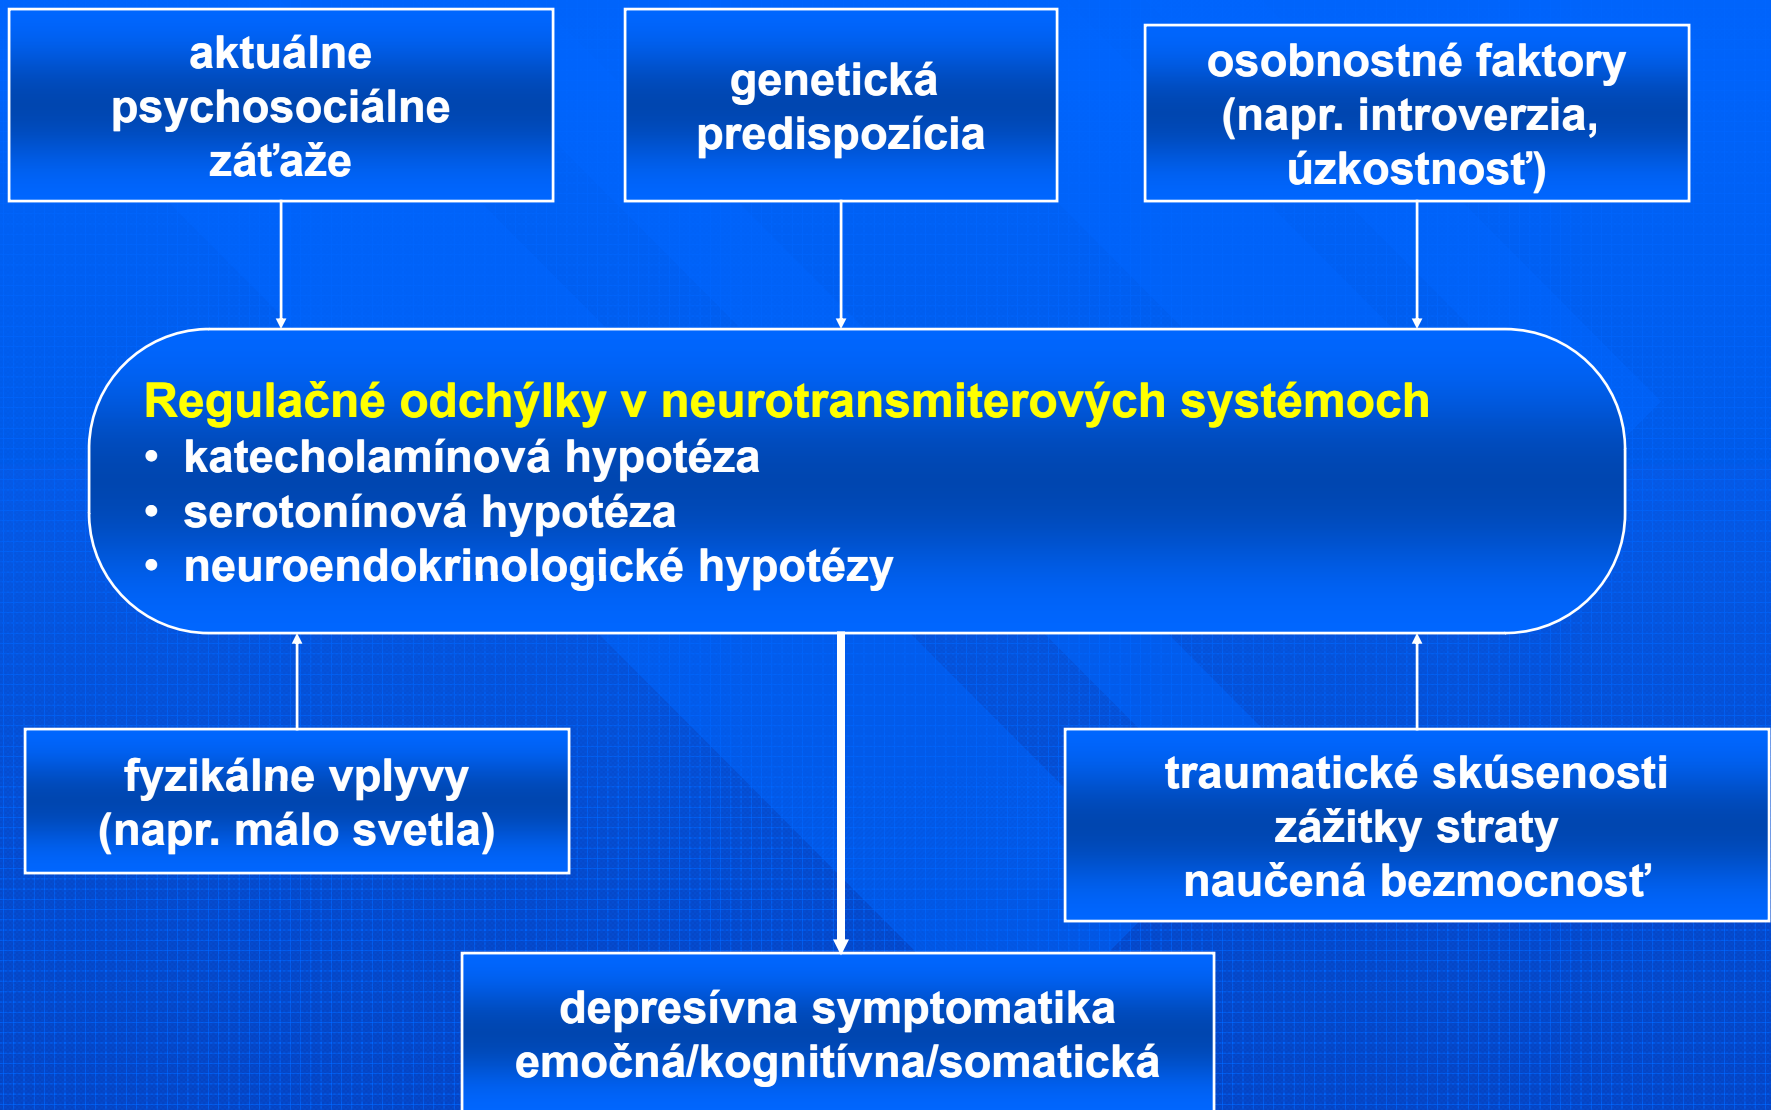 aktuálne
psychosociálne
záťaže
genetická
predispozícia
osobnostné faktory
(napr. introverzia,
úzkostnosť)
Regulačné odchýlky v neurotransmiterových systémoch
• katecholamínová hypotéza
• serotonínová hypotéza
• neuroendokrinologické hypotézy
fyzikálne vplyvy
(napr. málo svetla)
traumatické skúsenosti
zážitky straty
naučená bezmocnosť
depresívna symptomatika
emočná/kognitívna/somatická